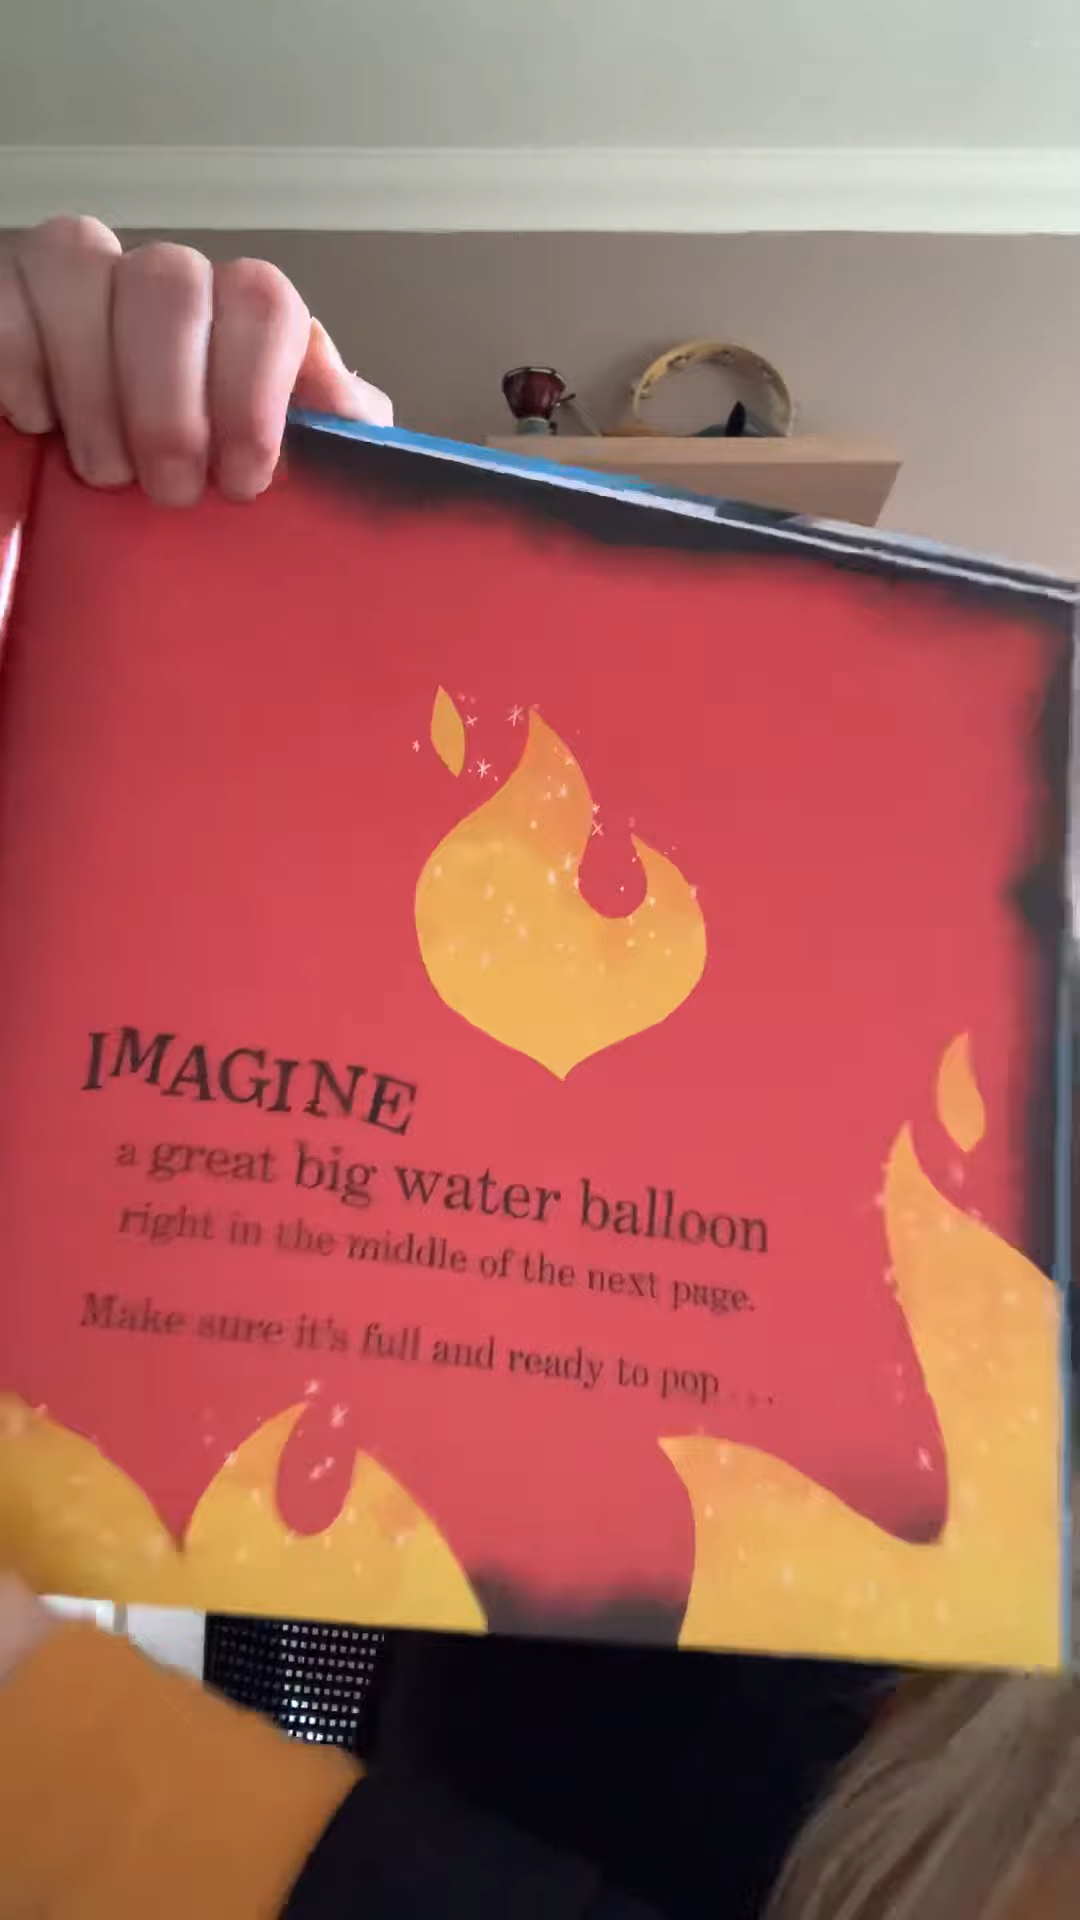 IMAGINE
a great big water balloon
right in the middle of the next page.
Make sure it's full and ready to pop . . .